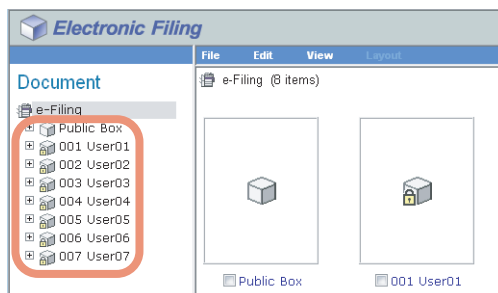 Electronic Filing
File Edit View Layout
Document
e-Filing (8 items)
e-Filing
Public Box
001 User01
002 User02
003 User03
004 User04
005 User05
006 User06
007 User07
Public Box
001 User01